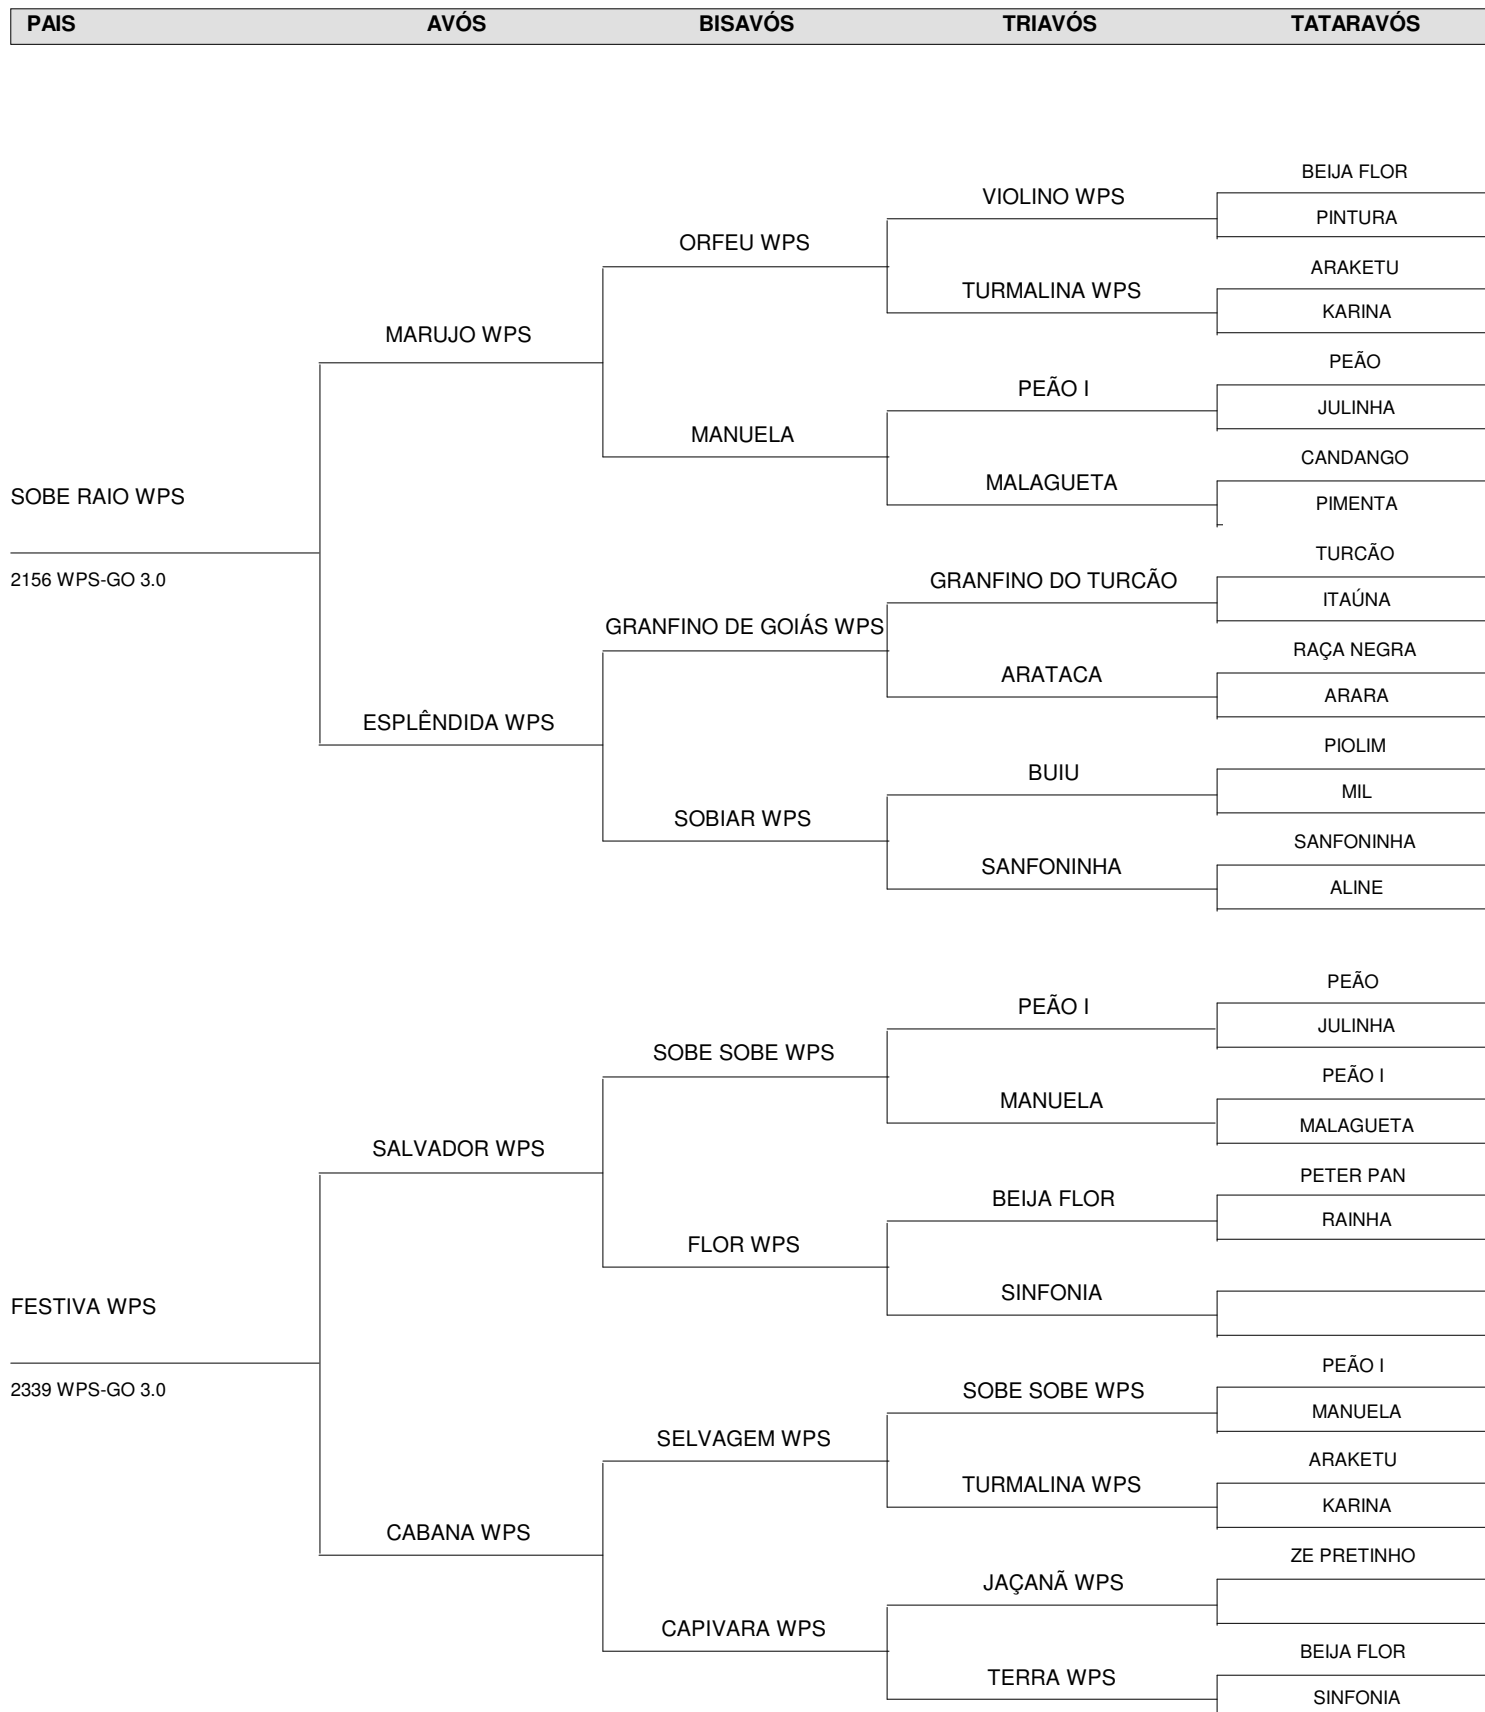 PAIS AVÓS BISAVÓS TRIAVÓS TATARAVÓS
BEIJA FLOR
VIOLINO WPS
PINTURA
ORFEU WPS
ARAKETU
TURMALINA WPS
KARINA
MARUJO WPS
PEÃO
PEÃO I
JULINHA
MANUELA
CANDANGO
MALAGUETA
PIMENTA
SOBE RAIO WPS
2156 WPS-GO 3.0
TURCÃO
GRANFINO DO TURCÃO
ITAÚNA
GRANFINO DE GOIÁS WPS
RAÇA NEGRA
ARATACA
ARARA
ESPLÊNDIDA WPS
PIOLIM
BUIU
MIL
SOBIAR WPS
SANFONINHA
SANFONINHA
ALINE
PEÃO
PEÃO I
JULINHA
SOBE SOBE WPS
PEÃO I
MANUELA
MALAGUETA
SALVADOR WPS
PETER PAN
BEIJA FLOR
RAINHA
FLOR WPS
SINFONIA
FESTIVA WPS
2339 WPS-GO 3.0
PEÃO I
SOBE SOBE WPS
MANUELA
SELVAGEM WPS
ARAKETU
TURMALINA WPS
KARINA
CABANA WPS
ZE PRETINHO
JAÇANÃ WPS
CAPIVARA WPS
BEIJA FLOR
TERRA WPS
SINFONIA